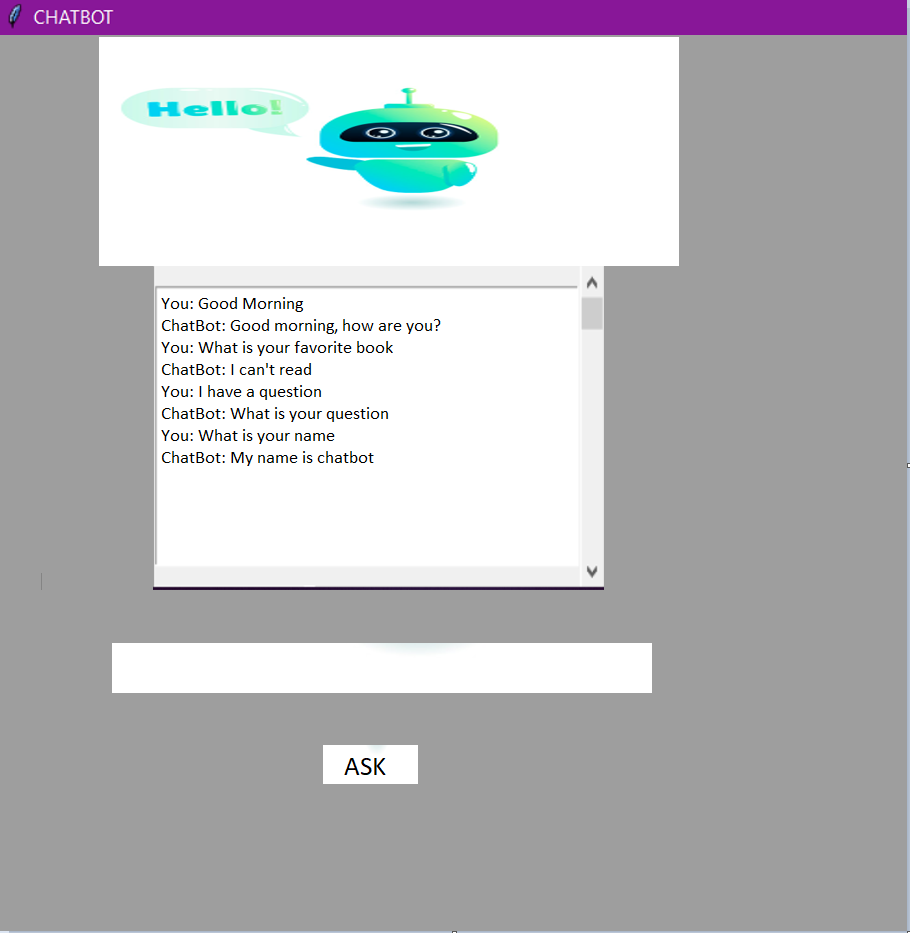 CHATBOT
Hello!
You: Good Morning
ChatBot: Good morning, how are you?
You: What is your favorite book
ChatBot: I can't read
You: I have a question
ChatBot: What is your question
You: What is your name
ChatBot: My name is chatbot
ASK